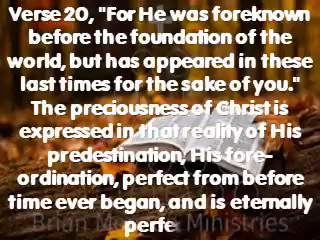 Verse 20, "For He was foreknown
before the foundation of the
world, but has appeared in these
last times for the sake of you."
The preciousness of Christ is
expressed in that reality of His
predestination, His fore-
ordination, perfect from before
time ever began, and is eternally
perfe
Brian Ministries